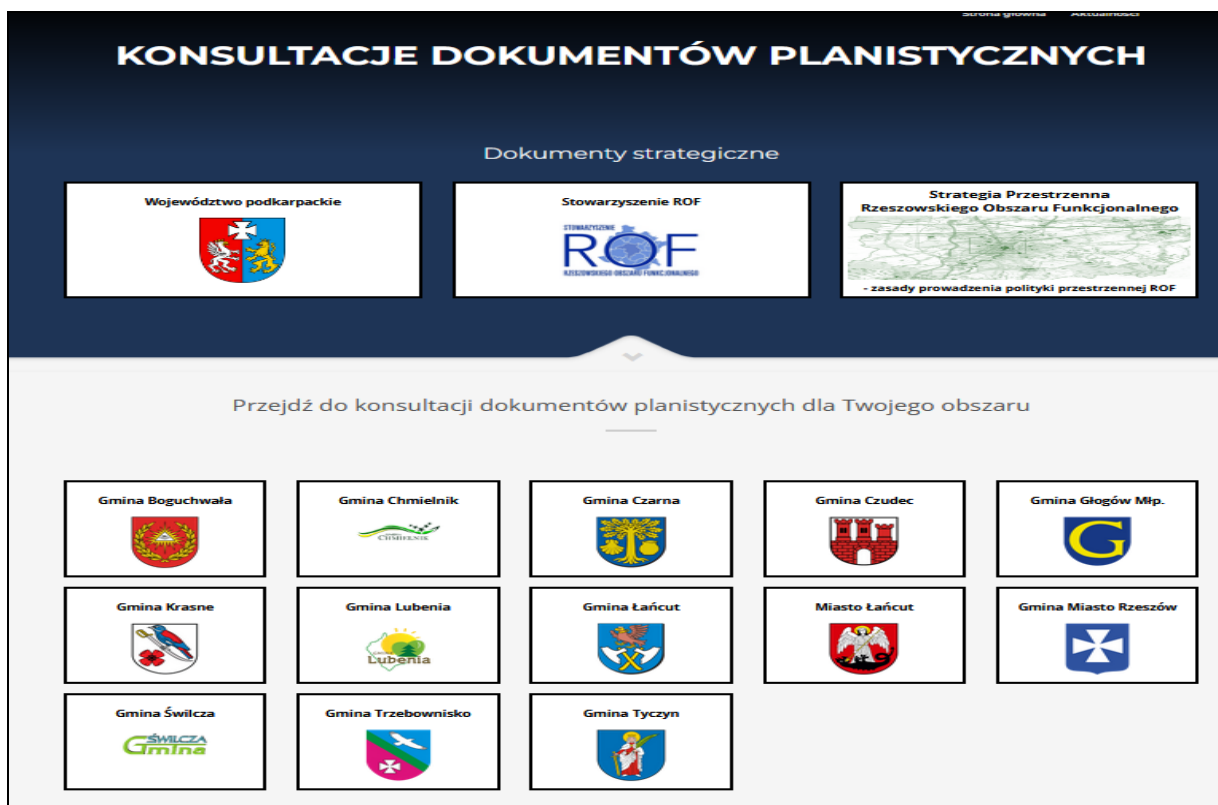 Strona główna Aktualności
KONSULTACJE DOKUMENTÓW PLANISTYCZNYCH
Dokumenty strategiczne
Województwo podkarpackie
Stowarzyszenie ROF
STOWARZYSZENIE
ROF
RZESZOWSKIEGO OBSZARU FUNKCJONALNEGO
Strategia Przestrzenna
Rzeszowskiego Obszaru Funkcjonalnego
- zasady prowadzenia polityki przestrzennej ROF
Przejdź do konsultacji dokumentów planistycznych dla Twojego obszaru
Gmina Boguchwała
Gmina Chmielnik
CHMIELNIK
Gmina Czarna
Gmina Czudec
Gmina Głogów Młp.
G
Gmina Krasne
Gmina Lubenia
Lubenia
Gmina Łańcut
Miasto Łańcut
Gmina Miasto Rzeszów
Gmina Świlcza
ŚWILCZA
Gmina
Gmina Trzebownisko
Gmina Tyczyn